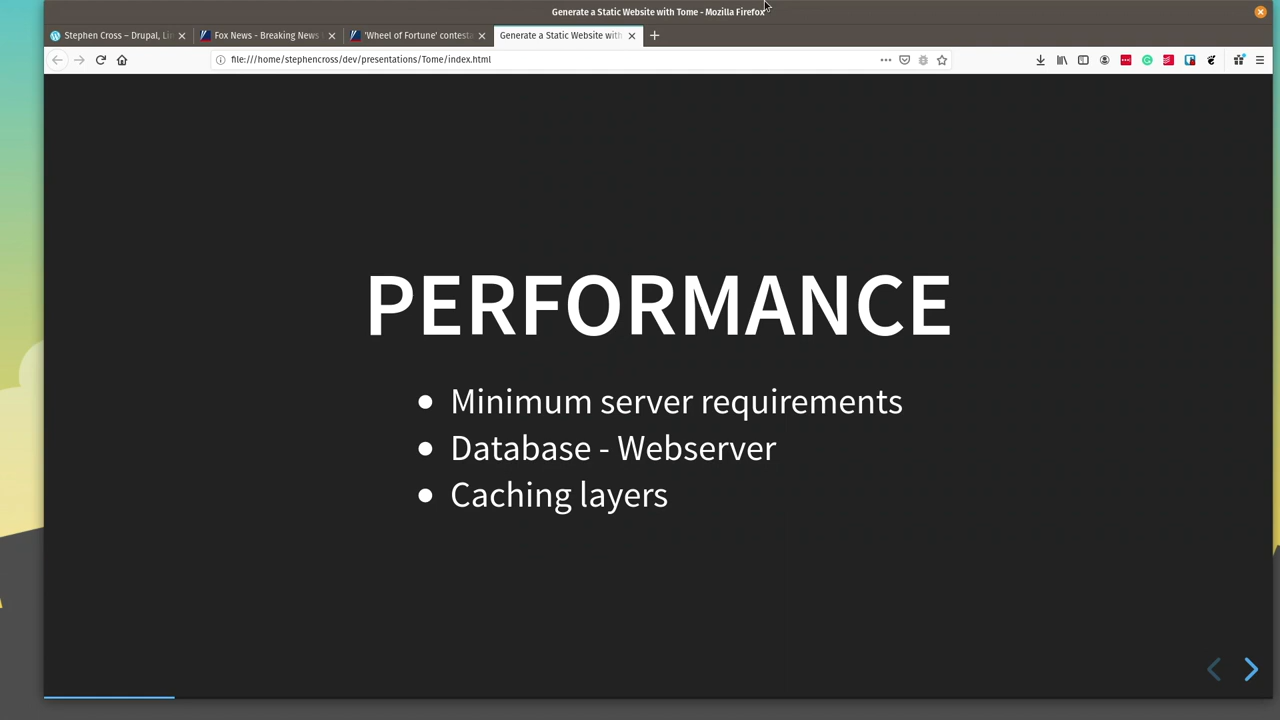 Generate a Static Website with Tome - Mozilla Firefox
Stephen Cross – Drupal, Lin
Fox News - Breaking News
'Wheel of Fortune' contesta
Generate a Static Website with
file:///home/stephencross/dev/presentations/Tome/index.html
PERFORMANCE
Minimum server requirements
Database - Webserver
Caching layers